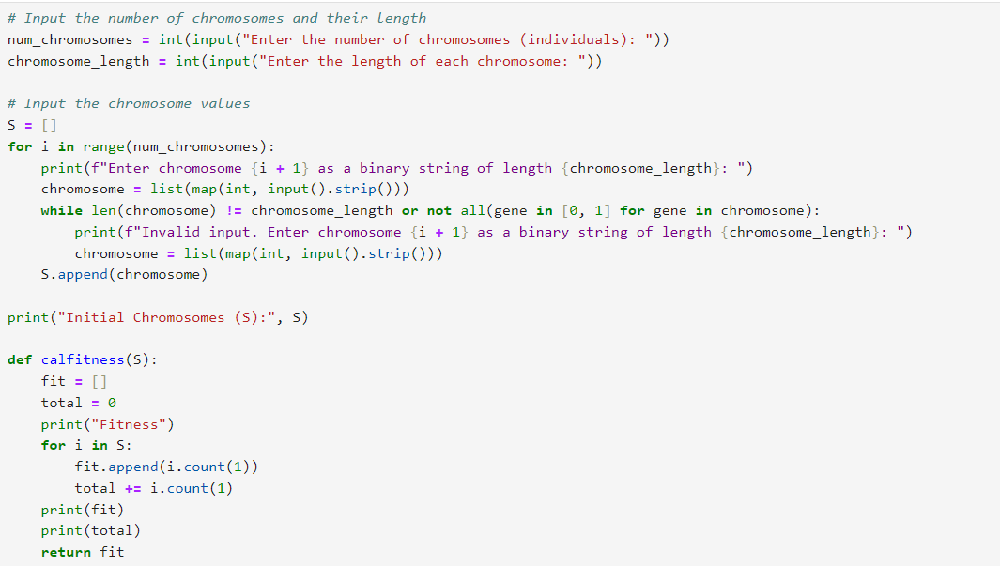 # Input the number of chromosomes and their length
num_chromosomes = int(input("Enter the number of chromosomes (individuals): "))
chromosome_length = int(input("Enter the length of each chromosome: "))

# Input the chromosome values
S = []
for i in range(num_chromosomes):
    print(f"Enter chromosome {i + 1} as a binary string of length {chromosome_length}: ")
    chromosome = list(map(int, input().strip()))
    while len(chromosome) != chromosome_length or not all(gene in [0, 1] for gene in chromosome):
        print(f"Invalid input. Enter chromosome {i + 1} as a binary string of length {chromosome_length}: ")
        chromosome = list(map(int, input().strip()))
    S.append(chromosome)

print("Initial Chromosomes (S):", S)

def calfitness(S):
    fit = []
    total = 0
    print("Fitness")
    for i in S:
        fit.append(i.count(1))
        total += i.count(1)
    print(fit)
    print(total)
    return fit